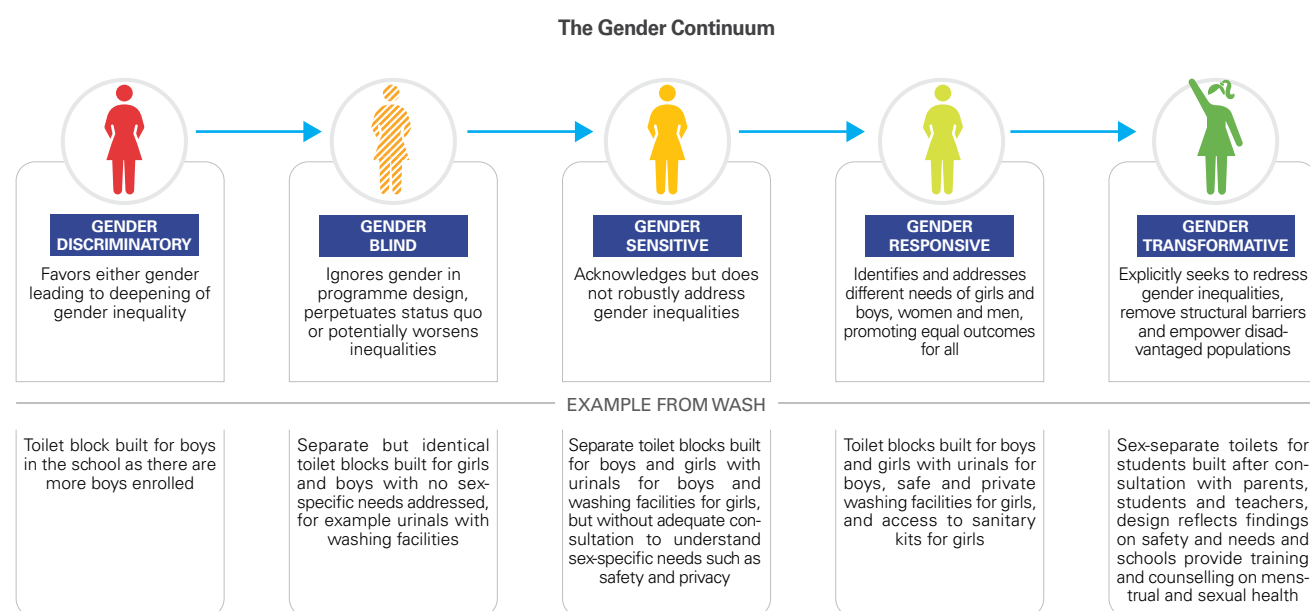 The Gender Continuum
GENDER
DISCRIMINATORY
Favors either gender
leading to deepening of
gender inequality
GENDER
BLIND
Ignores gender in
programme design,
perpetuates status quo
or potentially worsens
inequalities
GENDER
SENSITIVE
Acknowledges but does
not robustly address
gender inequalities
GENDER
RESPONSIVE
Identifies and addresses
different needs of girls and
boys, women and men,
promoting equal outcomes
for all
GENDER
TRANSFORMATIVE
Explicitly seeks to redress
gender inequalities,
remove structural barriers
and empower disad-
vantaged populations
EXAMPLE FROM WASH
Toilet block built for boys
in the school as there are
more boys enrolled
Separate but identical
toilet blocks built for girls
and boys with no sex-
specific needs addressed,
for example urinals with
washing facilities
Separate toilet blocks built
for boys and girls with
urinals for boys and
washing facilities for girls,
but without adequate con-
sultation to understand
sex-specific needs such as
safety and privacy
Toilet blocks built for boys
and girls with urinals for
boys, safe and private
washing facilities for girls,
and access to sanitary
kits for girls
Sex-separate toilets for
students built after con-
sultation with parents,
students and teachers,
design reflects findings
on safety and needs and
schools provide training
and counselling on mens-
trual and sexual health